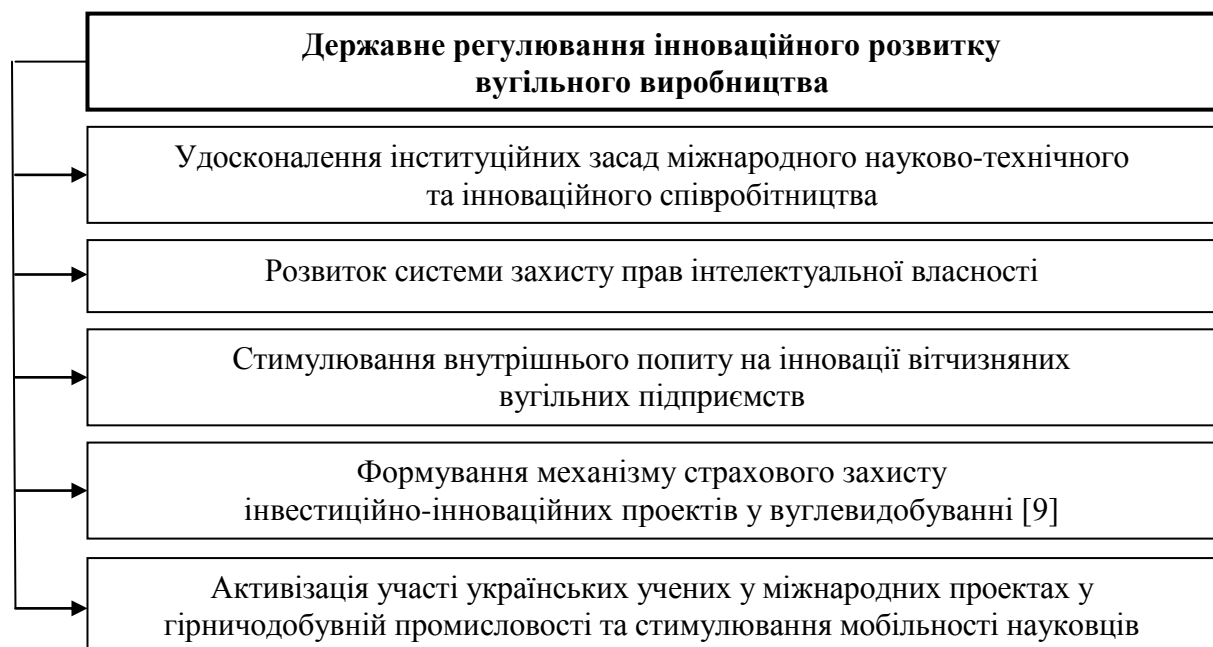 Державне регулювання інноваційного розвитку
вугільного виробництва
Удосконалення інституційних засад міжнародного науково-технічного
та інноваційного співробітництва
Розвиток системи захисту прав інтелектуальної власності
Стимулювання внутрішнього попиту на інновації вітчизняних
вугільних підприємств
Формування механізму страхового захисту
інвестиційно-інноваційних проектів у вуглевидобуванні [9]
Активізація участі українських учених у міжнародних проектах у
гірничодобувній промисловості та стимулювання мобільності науковців